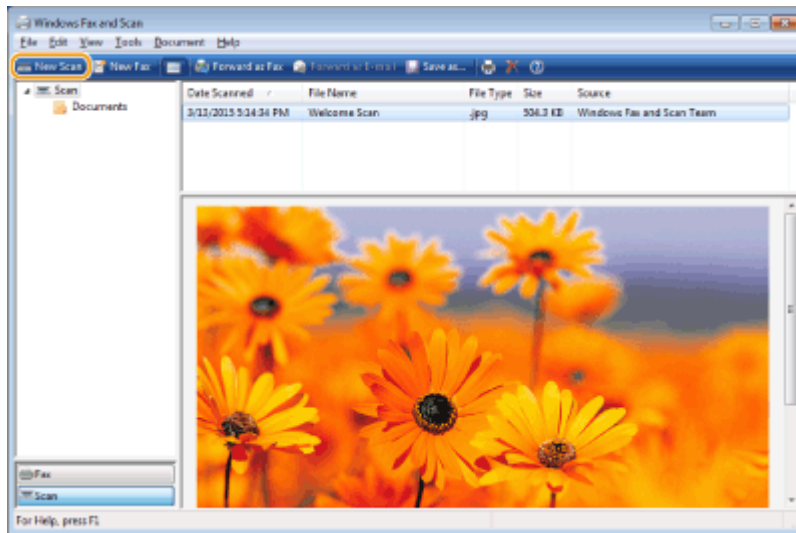 Windows Fax and Scan
File Edit View Tools Document Help
New Scan New Fax Forward as Fax Forward as E-mail Save as...
Scan
Documents
Date Scanned File Name File Type Size Source
3/13/2015 5:14:34 PM Welcome Scan .jpg 504.3 KB Windows Fax and Scan Team
Fax
Scan
For Help, press F1